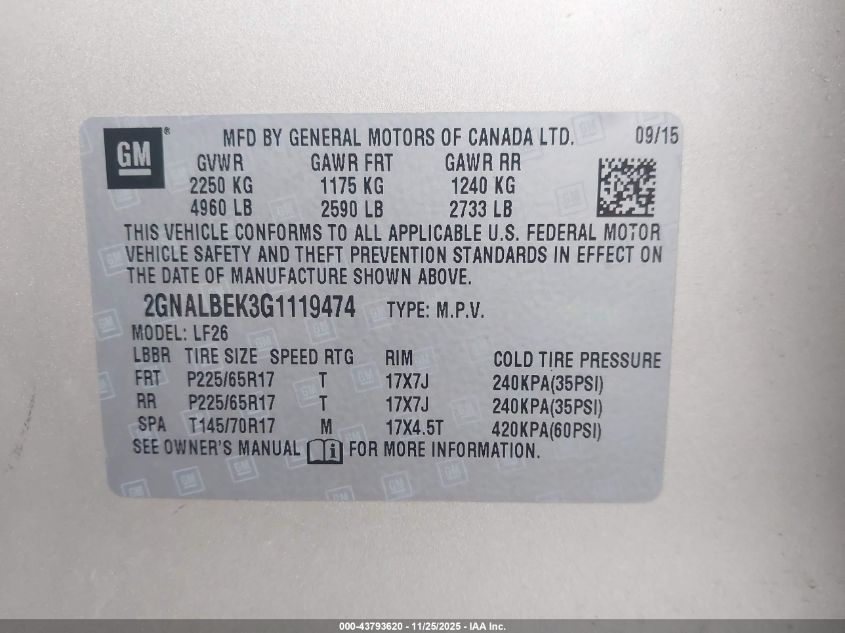 GM® MFD BY GENERAL MOTORS OF CANADA LTD. 09/15
GVWR GAWR FRT GAWR RR
2250 KG 1175 KG 1240 KG
4960 LB 2590 LB 2733 LB
THIS VEHICLE CONFORMS TO ALL APPLICABLE U.S. FEDERAL MOTOR
VEHICLE SAFETY AND THEFT PREVENTION STANDARDS IN EFFECT ON
THE DATE OF MANUFACTURE SHOWN ABOVE.
2GNALBEK3G1119474 TYPE: M.P.V.
MODEL: LF26
LBBR TIRE SIZE SPEED RTG RIM COLD TIRE PRESSURE
FRT P225/65R17 T 17X7J 240KPA(35PSI)
RR P225/65R17 T 17X7J 240KPA(35PSI)
SPA T145/70R17 M 17X4.5T 420KPA(60PSI)
SEE OWNER'S MANUAL FOR MORE INFORMATION.
000-43793620 - 11/25/2025 - IAA Inc.